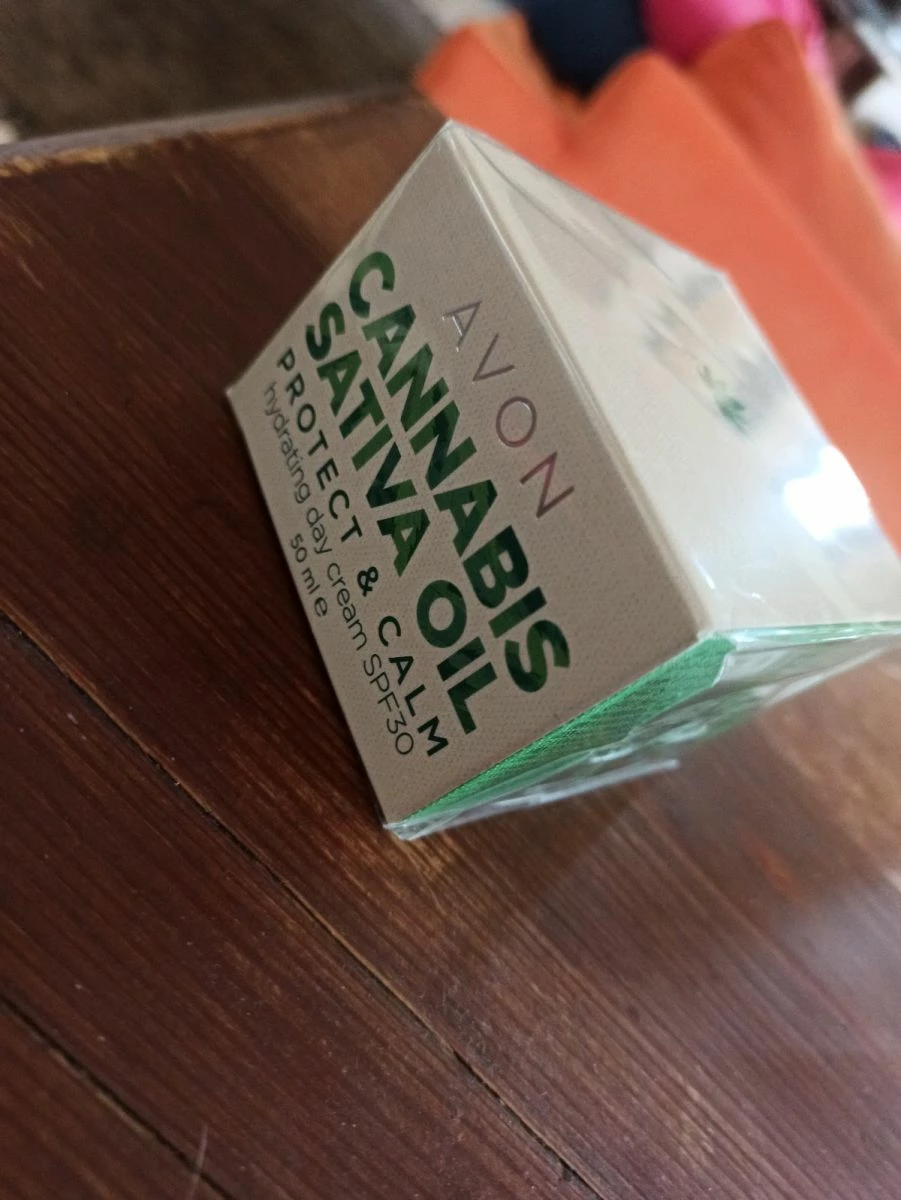 AVON
CANNABIS
SATIVA OIL
PROTECT & CALM
hydrating day cream SPF30
50 ml e